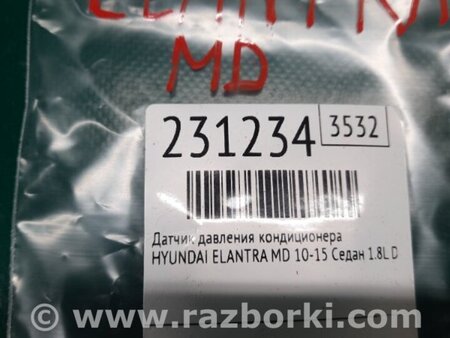 ELANTRA
MD
231234
3532
Датчик давления кондиционера
HYUNDAI ELANTRA MD 10-15 Седан 1.8L D
www.razborki.com